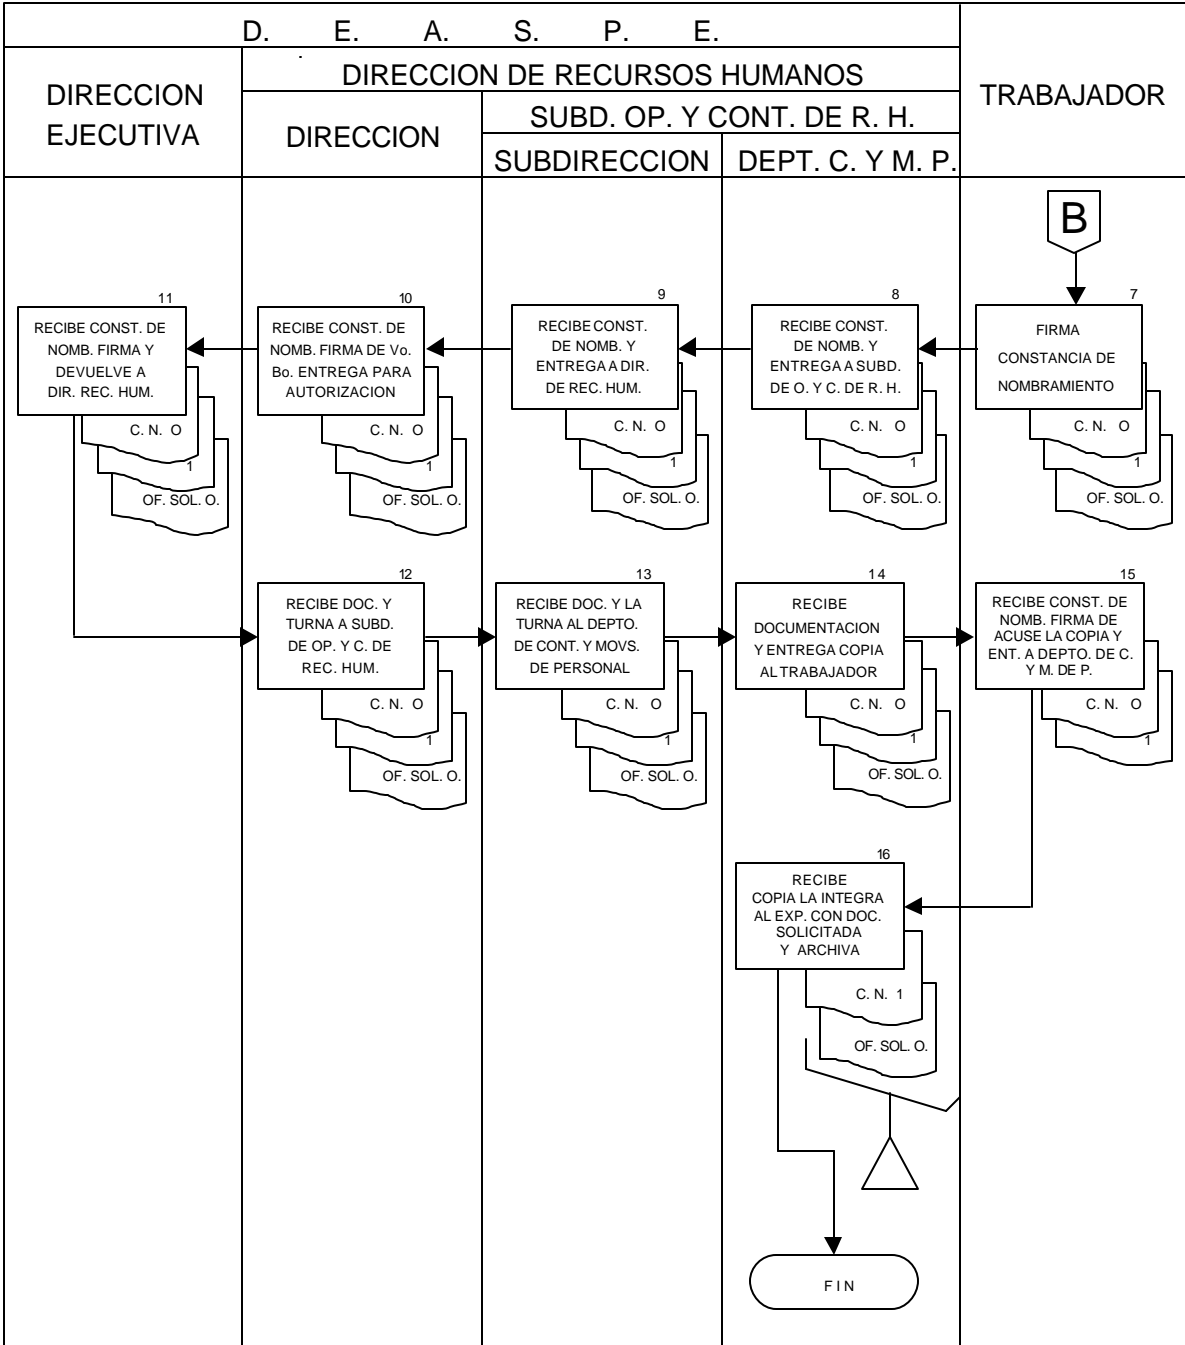 D. E. A. S. P. E.
DIRECCION
EJECUTIVA
DIRECCION DE RECURSOS HUMANOS
DIRECCION
SUBD. OP. Y CONT. DE R. H.
SUBDIRECCION
DEPT. C. Y M. P.
TRABAJADOR
B
7
FIRMA
CONSTANCIA DE
NOMBRAMIENTO
C. N. O
1
OF. SOL. O.
8
RECIBE CONST.
DE NOMB. Y
ENTREGA A SUBD.
DE O. Y C. DE R. H.
C. N. O
1
OF. SOL. O.
9
RECIBE CONST.
DE NOMB. Y
ENTREGA A DIR.
DE REC. HUM.
C. N. O
1
OF. SOL. O.
10
RECIBE CONST. DE
NOMB. FIRMA DE Vo.
Bo. ENTREGA PARA
AUTORIZACION
C. N. O
1
OF. SOL. O.
11
RECIBE CONST. DE
NOMB. FIRMA Y
DEVUELVE A
DIR. REC. HUM.
C. N. O
1
OF. SOL. O.
12
RECIBE DOC. Y
TURNA A SUBD.
DE OP. Y C. DE
REC. HUM.
C. N. O
1
OF. SOL. O.
13
RECIBE DOC. Y LA
TURNA AL DEPTO.
DE CONT. Y MOVS.
DE PERSONAL
C. N. O
1
OF. SOL. O.
14
RECIBE
DOCUMENTACION
Y ENTREGA COPIA
AL TRABAJADOR
C. N. O
1
OF. SOL. O.
15
RECIBE CONST. DE
NOMB. FIRMA DE
ACUSE LA COPIA Y
ENT. A DEPTO. DE C.
Y M. DE P.
C. N. O
1
16
RECIBE
COPIA LA INTEGRA
AL EXP. CON DOC.
SOLICITADA
Y ARCHIVA
C. N. 1
OF. SOL. O.
FIN